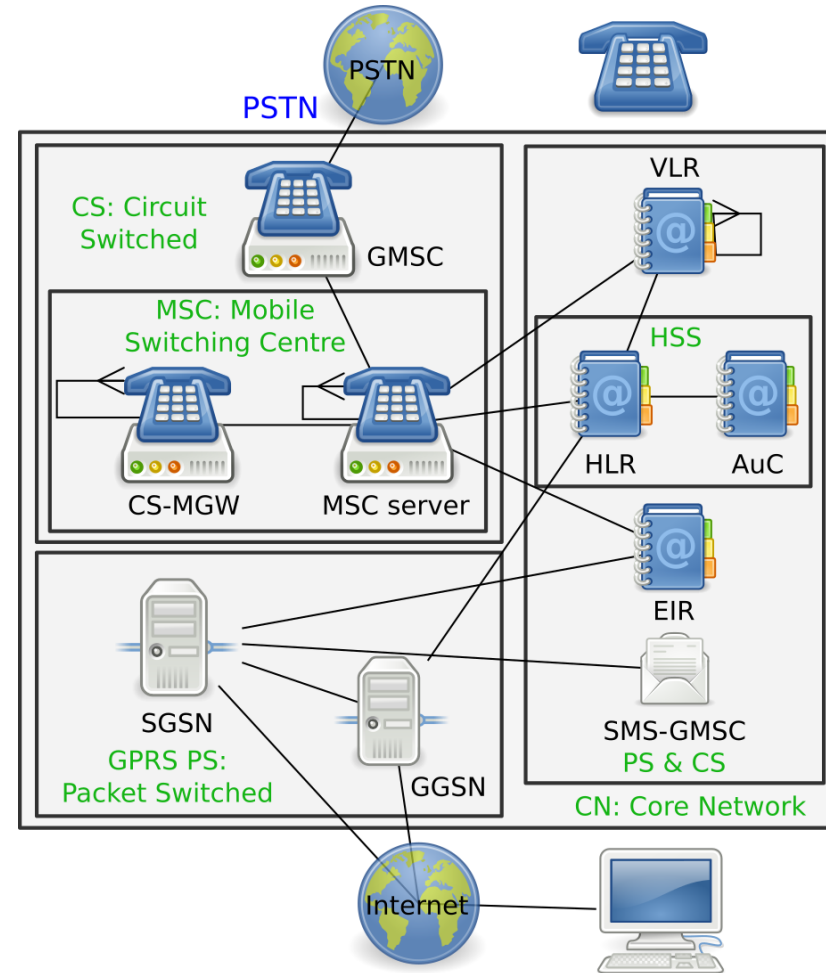 PSTN
PSTN
VLR
CS: Circuit
Switched
GMSC
MSC: Mobile
Switching Centre
HSS
@
@
@
HLR
AuC
CS-MGW
MSC server
@
EIR
SGSN
SMS-GMSC
GPRS PS:
Packet Switched
PS & CS
GGSN
CN: Core Network
Internet